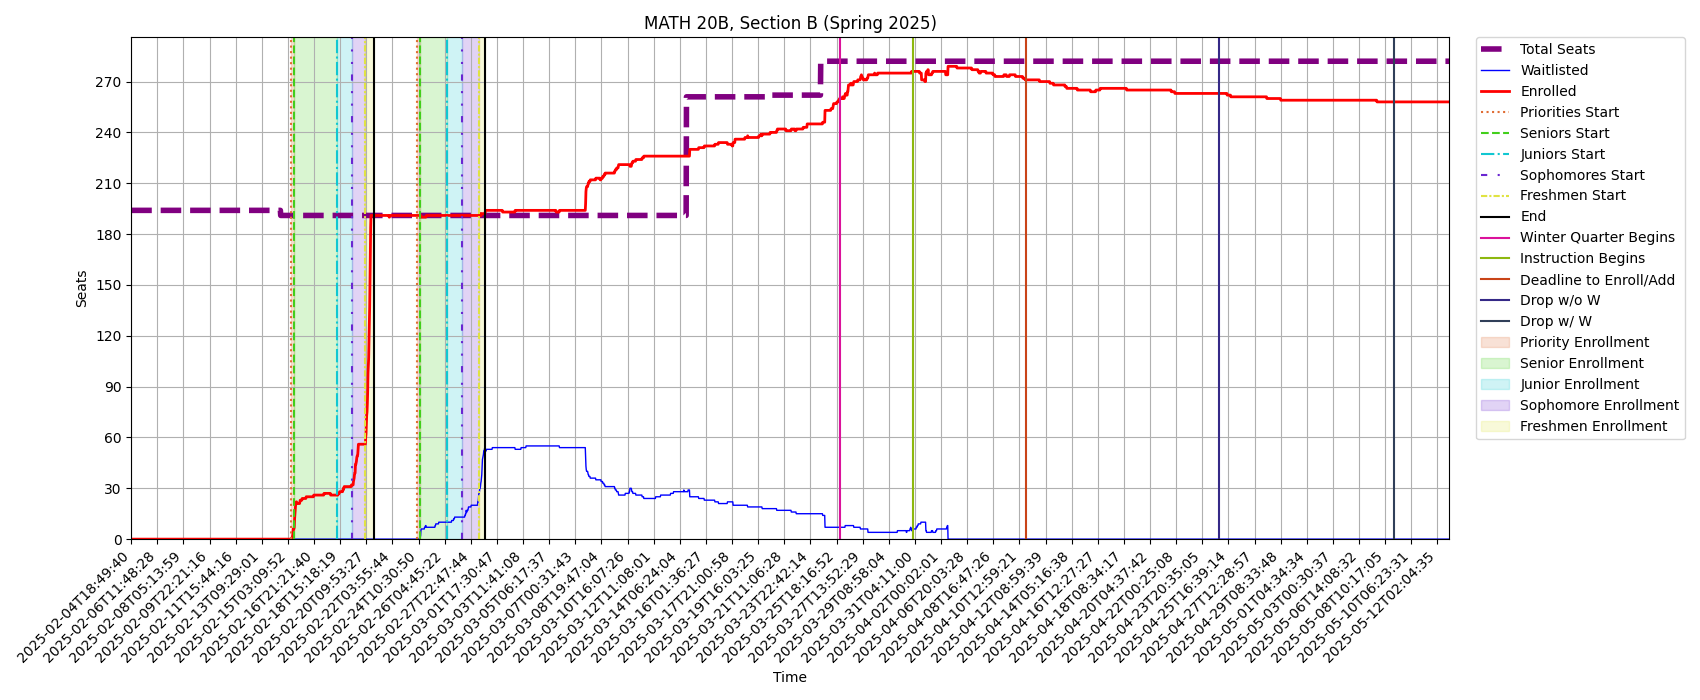 MATH 20B, Section B (Spring 2025)
Seats
270
240
210
180
150
120
90
60
30
0
2025-02-04T18:49:40
2025-02-06T11:48:28
2025-02-08T05:13:59
2025-02-09T22:21:16
2025-02-11T15:44:16
2025-02-13T09:29:01
2025-02-15T03:09:52
2025-02-16T21:21:40
2025-02-18T15:18:19
2025-02-20T09:53:27
2025-02-22T03:55:44
2025-02-24T10:30:50
2025-02-26T04:45:22
2025-02-27T22:47:44
2025-03-01T17:30:47
2025-03-03T11:41:08
2025-03-05T06:17:37
2025-03-07T00:31:43
2025-03-08T19:47:04
2025-03-10T16:07:26
2025-03-12T11:08:01
2025-03-14T06:24:04
2025-03-16T01:36:27
2025-03-17T21:00:58
2025-03-19T16:03:25
2025-03-21T11:06:28
2025-03-23T22:42:14
2025-03-25T18:16:52
2025-03-27T13:52:29
2025-03-29T08:58:04
2025-03-31T04:11:00
2025-04-02T00:02:01
2025-04-06T20:03:28
2025-04-08T16:47:26
2025-04-10T12:59:21
2025-04-12T08:59:39
2025-04-14T05:16:38
2025-04-16T12:27:27
2025-04-18T08:34:17
2025-04-20T04:37:42
2025-04-22T00:25:08
2025-04-23T20:35:05
2025-04-25T16:39:14
2025-04-27T12:28:57
2025-04-29T08:33:48
2025-05-01T04:34:34
2025-05-03T00:30:37
2025-05-06T14:08:32
2025-05-08T10:17:05
2025-05-10T06:23:31
2025-05-12T02:04:35
Time
Total Seats
Waitlisted
Enrolled
Priorities Start
Seniors Start
Juniors Start
Sophomores Start
Freshmen Start
End
Winter Quarter Begins
Instruction Begins
Deadline to Enroll/Add
Drop w/o W
Drop w/ W
Priority Enrollment
Senior Enrollment
Junior Enrollment
Sophomore Enrollment
Freshmen Enrollment